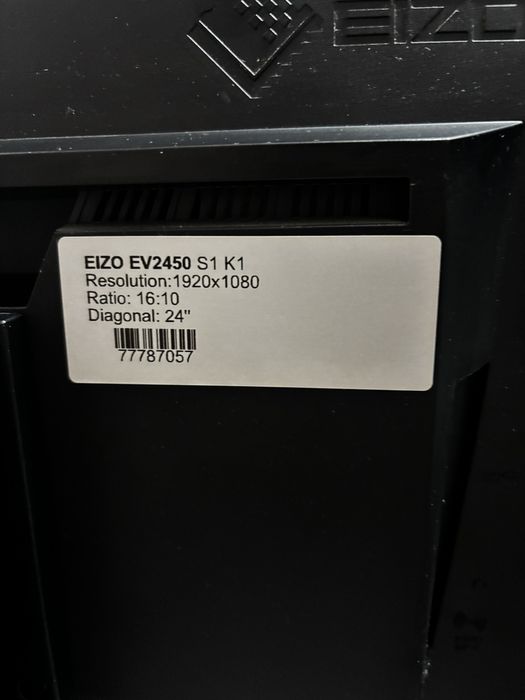 EIZO
EIZO EV2450 S1 K1
Resolution:1920x1080
Ratio: 16:10
Diagonal: 24"
77787057